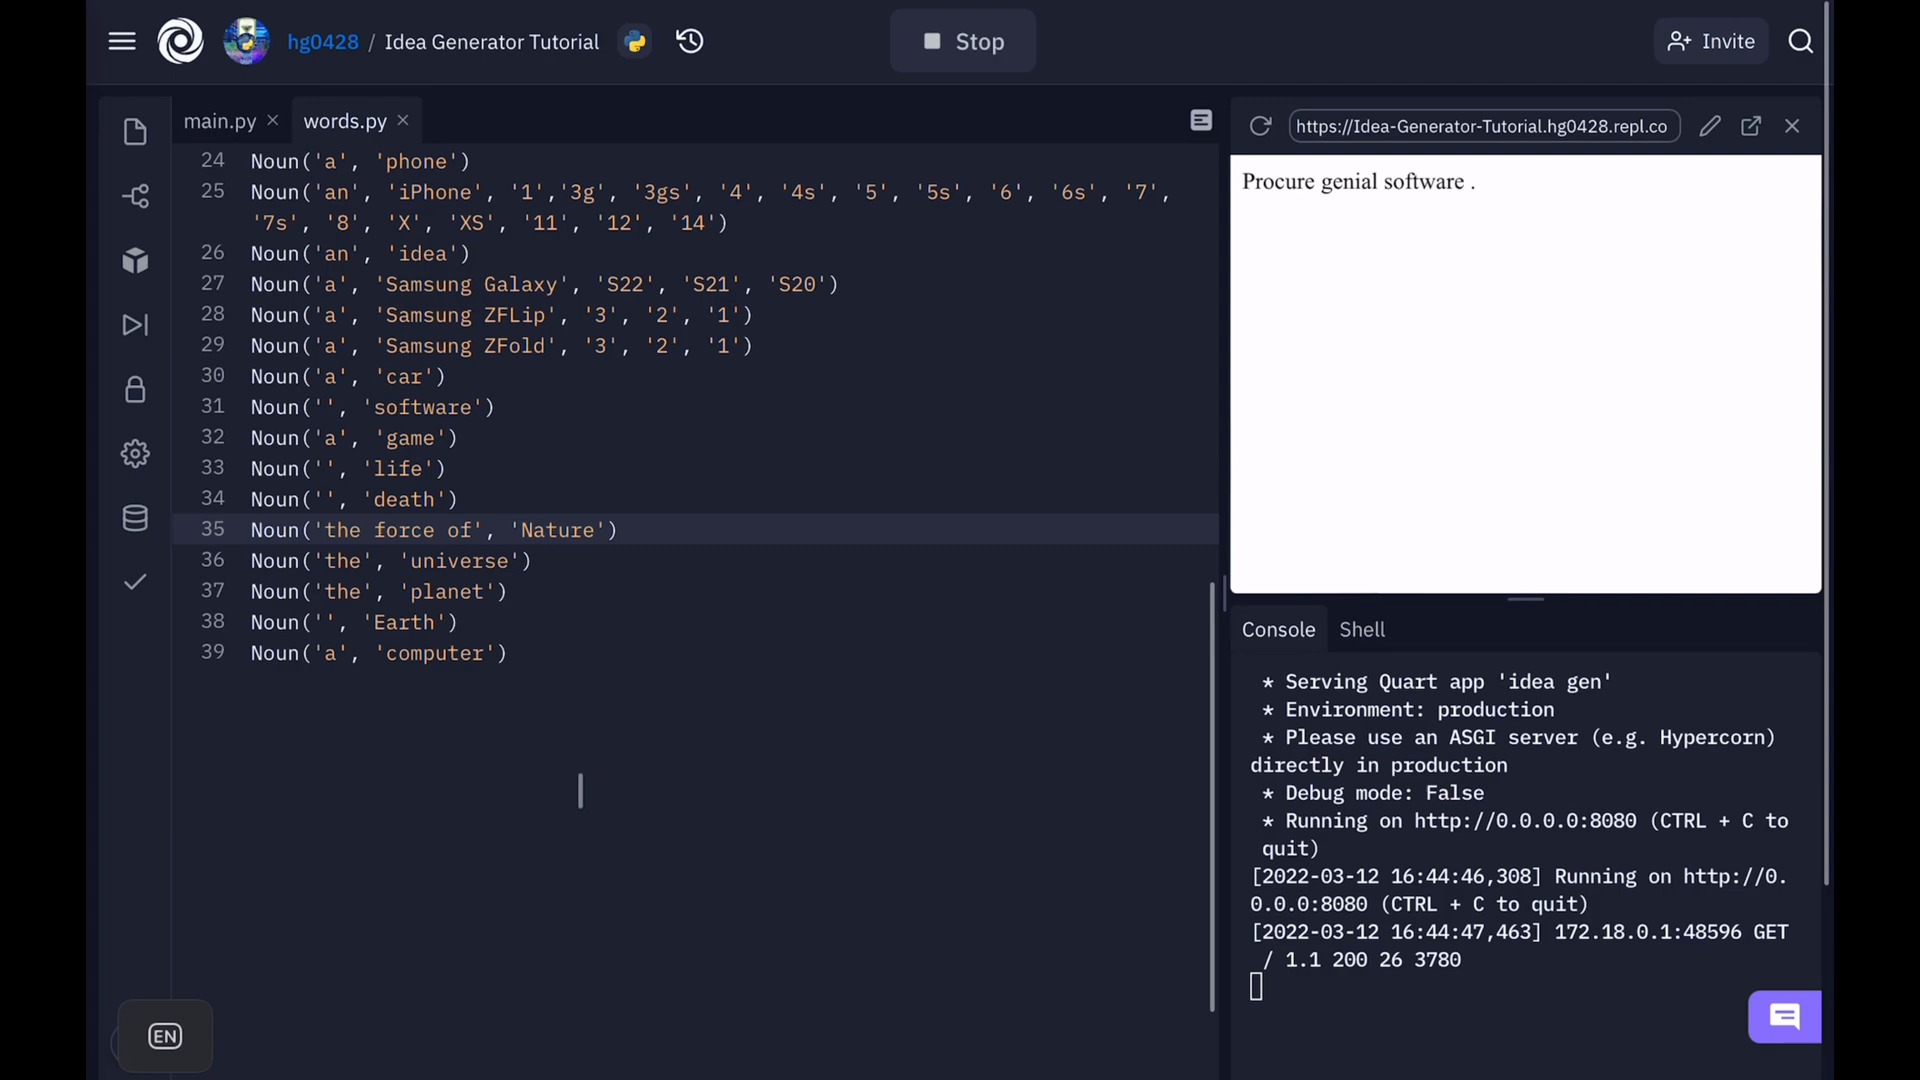 hg0428 / Idea Generator Tutorial
Stop
Invite
main.py
words.py
https://Idea-Generator-Tutorial.hg0428.repl.co
24 Noun('a', 'phone')
25 Noun('an', 'iPhone', '1','3g', '3gs', '4', '4s', '5', '5s', '6', '6s', '7',
'7s', '8', 'X', 'XS', '11', '12', '14')
26 Noun('an', 'idea')
27 Noun('a', 'Samsung Galaxy', 'S22', 'S21', 'S20')
28 Noun('a', 'Samsung ZFLip', '3', '2', '1')
29 Noun('a', 'Samsung ZFold', '3', '2', '1')
30 Noun('a', 'car')
31 Noun('', 'software')
32 Noun('a', 'game')
33 Noun('', 'life')
34 Noun('', 'death')
35 Noun('the force of', 'Nature')
36 Noun('the', 'universe')
37 Noun('the', 'planet')
38 Noun('', 'Earth')
39 Noun('a', 'computer')
Procure genial software .
Console
Shell
* Serving Quart app 'idea gen'
* Environment: production
* Please use an ASGI server (e.g. Hypercorn)
directly in production
* Debug mode: False
* Running on http://0.0.0.0:8080 (CTRL + C to
quit)
[2022-03-12 16:44:46,308] Running on http://0.
0.0.0:8080 (CTRL + C to quit)
[2022-03-12 16:44:47,463] 172.18.0.1:48596 GET
/ 1.1 200 26 3780
EN